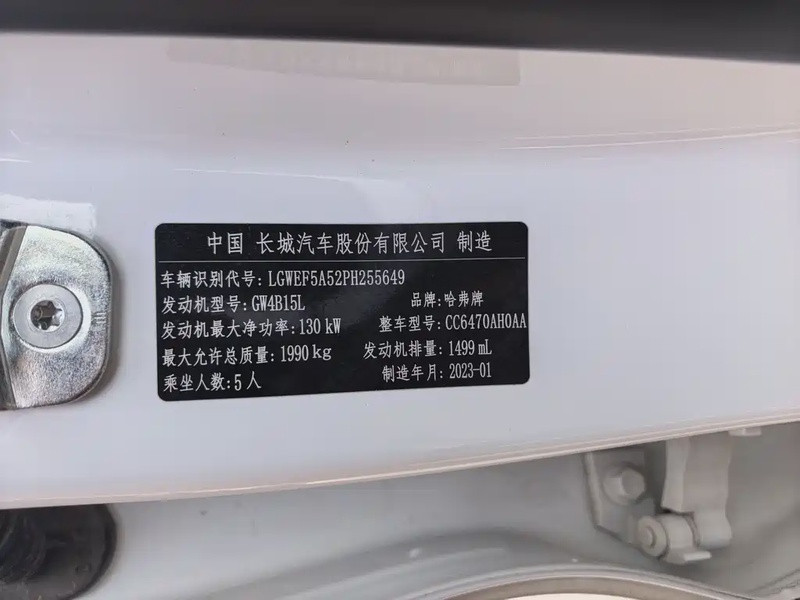 中国 长城汽车股份有限公司 制造
车辆识别代号: LGWEF5A52PH255649
发动机型号: GW4B15L 品牌: 哈弗牌
发动机最大净功率: 130 kW 整车型号: CC6470AH0AA
最大允许总质量: 1990 kg 发动机排量: 1499 mL
乘坐人数: 5 人 制造年月: 2023-01